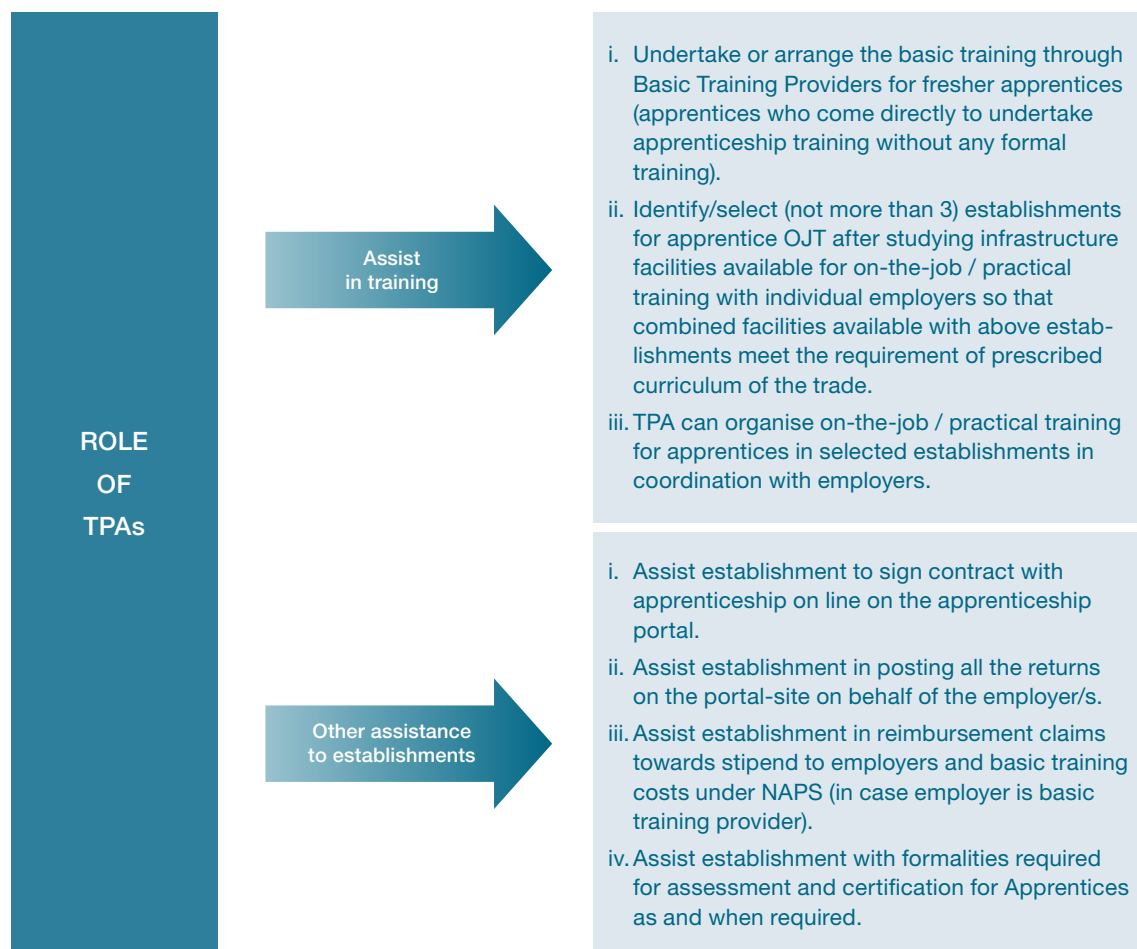 ROLE
OF
TPAs
Assist
in training
i. Undertake or arrange the basic training through
Basic Training Providers for fresher apprentices
(apprentices who come directly to undertake
apprenticeship training without any formal
training).
ii. Identify/select (not more than 3) establishments
for apprentice OJT after studying infrastructure
facilities available for on-the-job / practical
training with individual employers so that
combined facilities available with above estab-
lishments meet the requirement of prescribed
curriculum of the trade.
iii. TPA can organise on-the-job / practical training
for apprentices in selected establishments in
coordination with employers.
Other assistance
to establishments
i. Assist establishment to sign contract with
apprenticeship on line on the apprenticeship
portal.
ii. Assist establishment in posting all the returns
on the portal-site on behalf of the employer/s.
iii. Assist establishment in reimbursement claims
towards stipend to employers and basic training
costs under NAPS (in case employer is basic
training provider).
iv. Assist establishment with formalities required
for assessment and certification for Apprentices
as and when required.